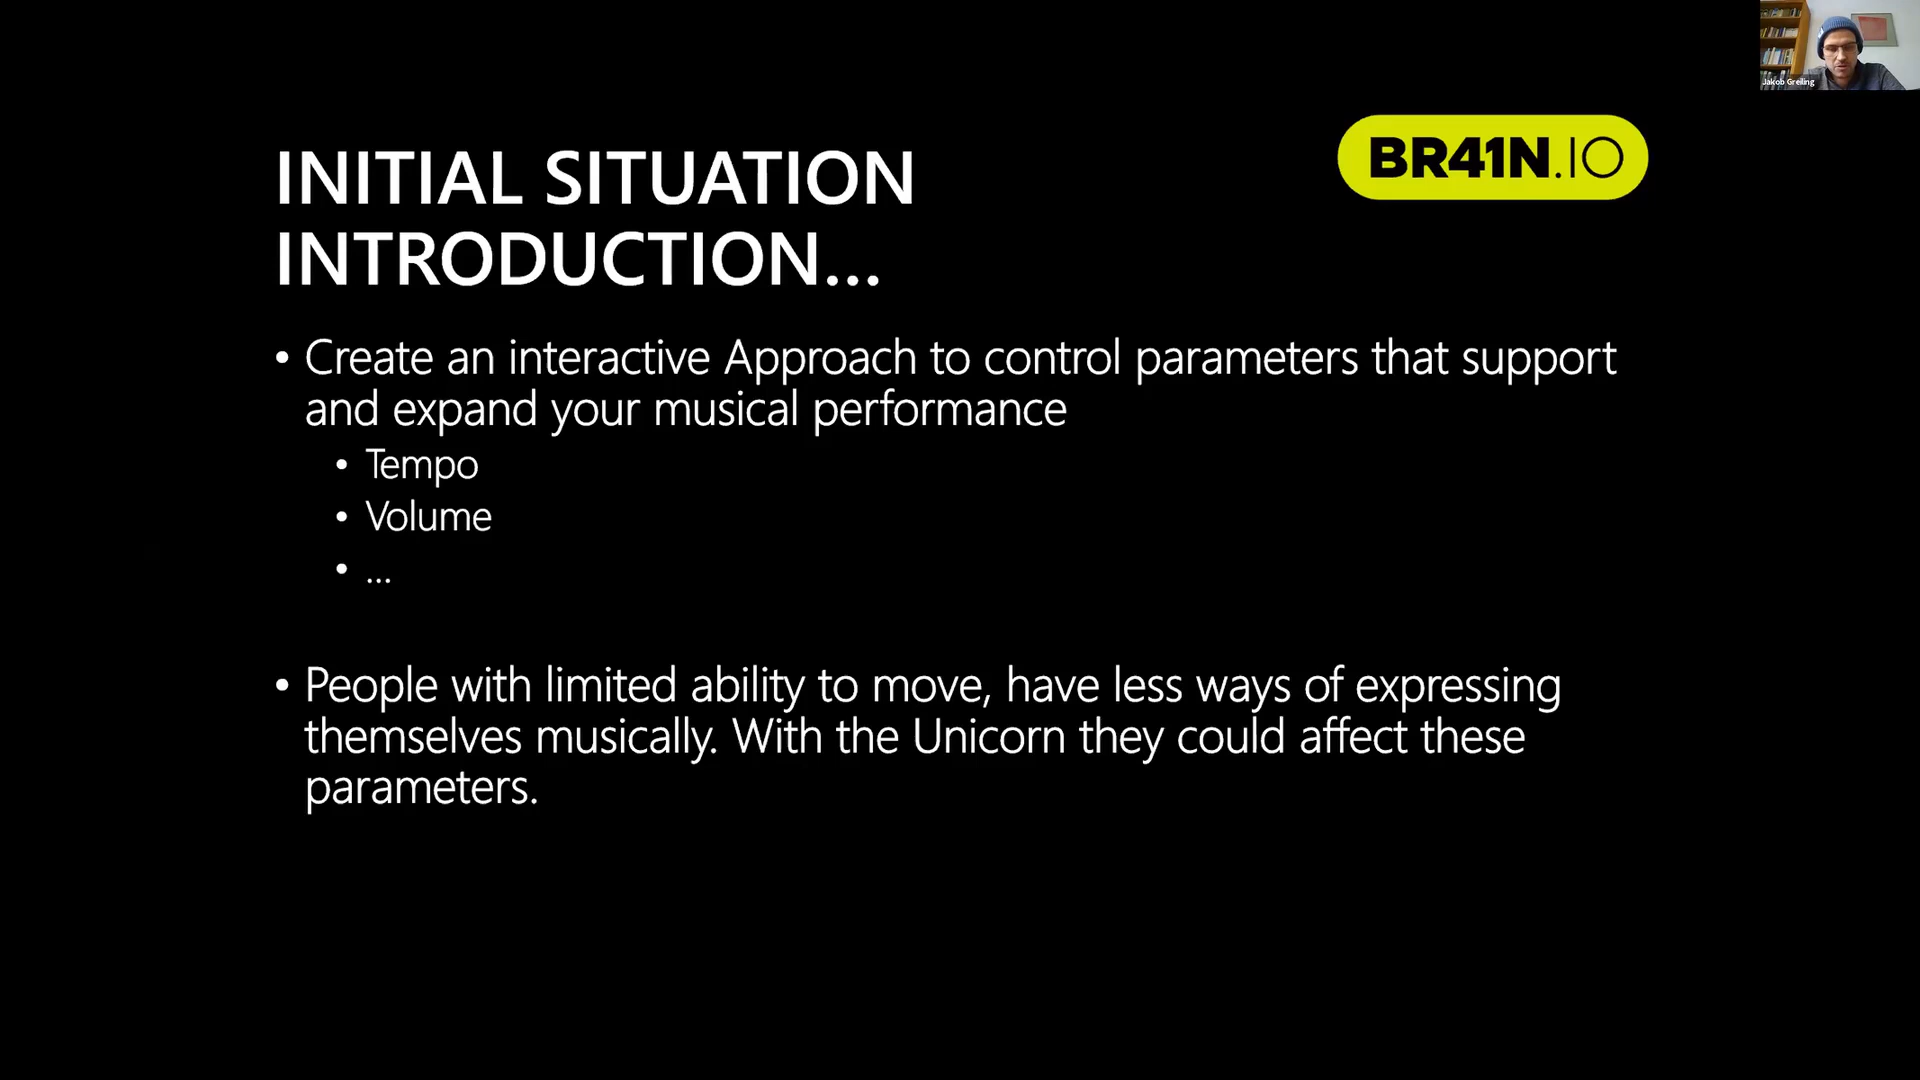 Jakob Greiling
BR41N.IO
INITIAL SITUATION
INTRODUCTION...
• Create an interactive Approach to control parameters that support
and expand your musical performance
• Tempo
• Volume
• ...
• People with limited ability to move, have less ways of expressing
themselves musically. With the Unicorn they could affect these
parameters.